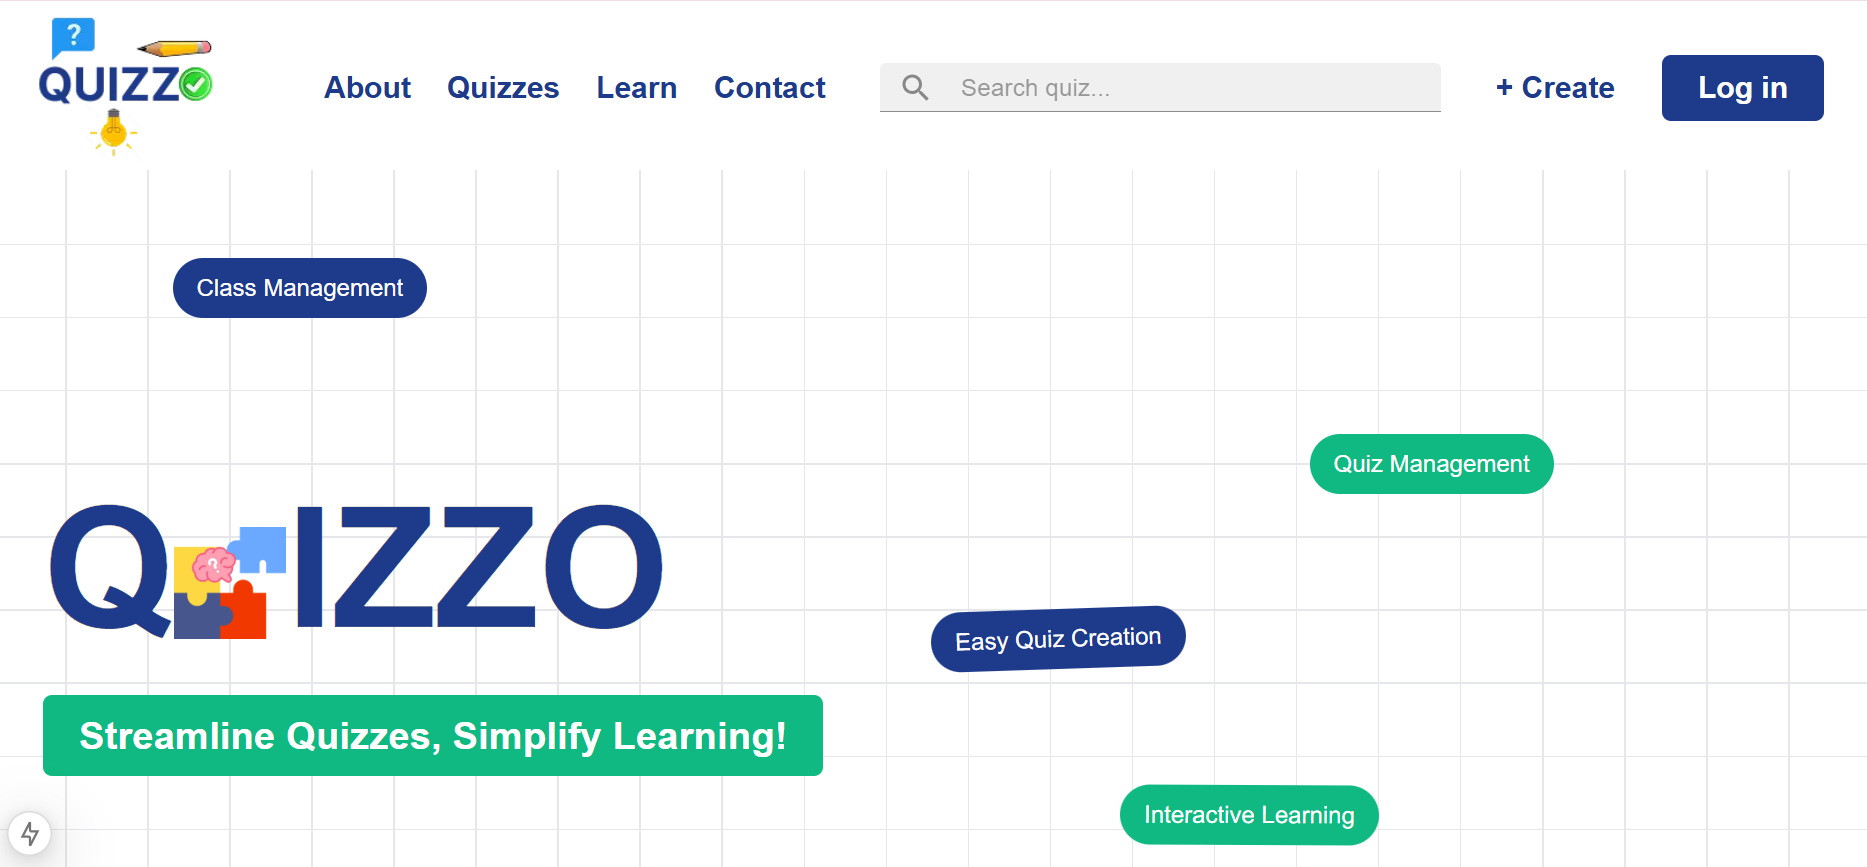 ?
QUIZZ
About
Quizzes
Learn
Contact
Search quiz...
+ Create
Log in
Class Management
Quiz Management
Q IZZO
?
Easy Quiz Creation
Streamline Quizzes, Simplify Learning!
Interactive Learning